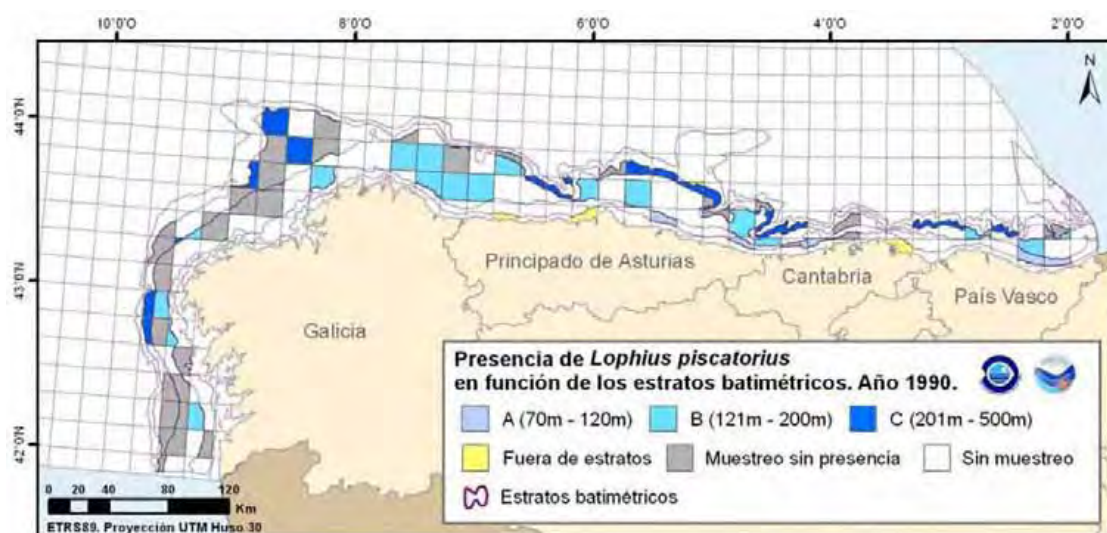 10°0'O 8°0'O 6°0'O 4°0'O 2°0'O
N
44°0'N
43°0'N
42°0'N
Principado de Asturias
Cantabria
País Vasco
Galicia
Presencia de Lophius piscatorius
en función de los estratos batimétricos. Año 1990.
A (70m - 120m) B (121m - 200m) C (201m - 500m)
Fuera de estratos Muestreo sin presencia Sin muestreo
Estratos batimétricos
0 20 40 80 120
Km
ETRS89. Proyección UTM Huso 30